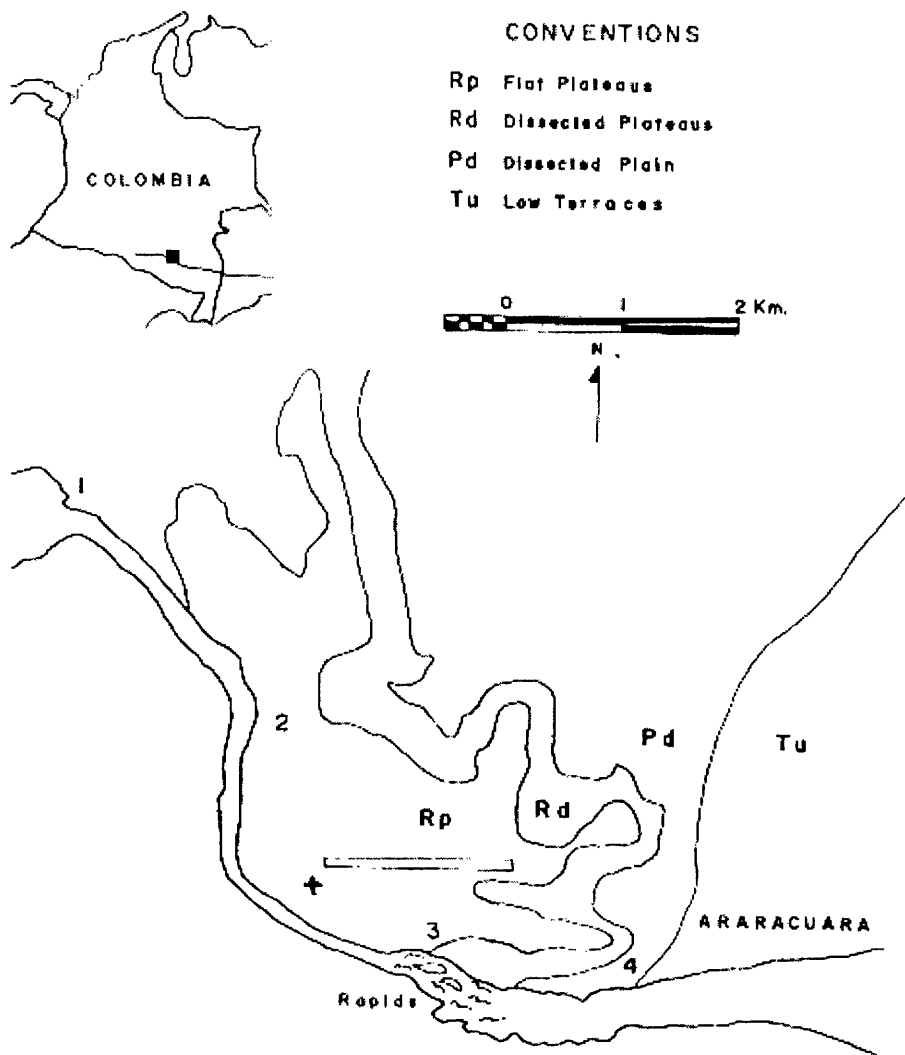 COLOMBIA
CONVENTIONS
Rp Flat Plateaus
Rd Dissected Plateaus
Pd Dissected Plain
Tu Low Terraces
0 1 2 Km.
N
1
2
Pd
Tu
Rp
Rd
3
ARARACUARA
4
Rapids